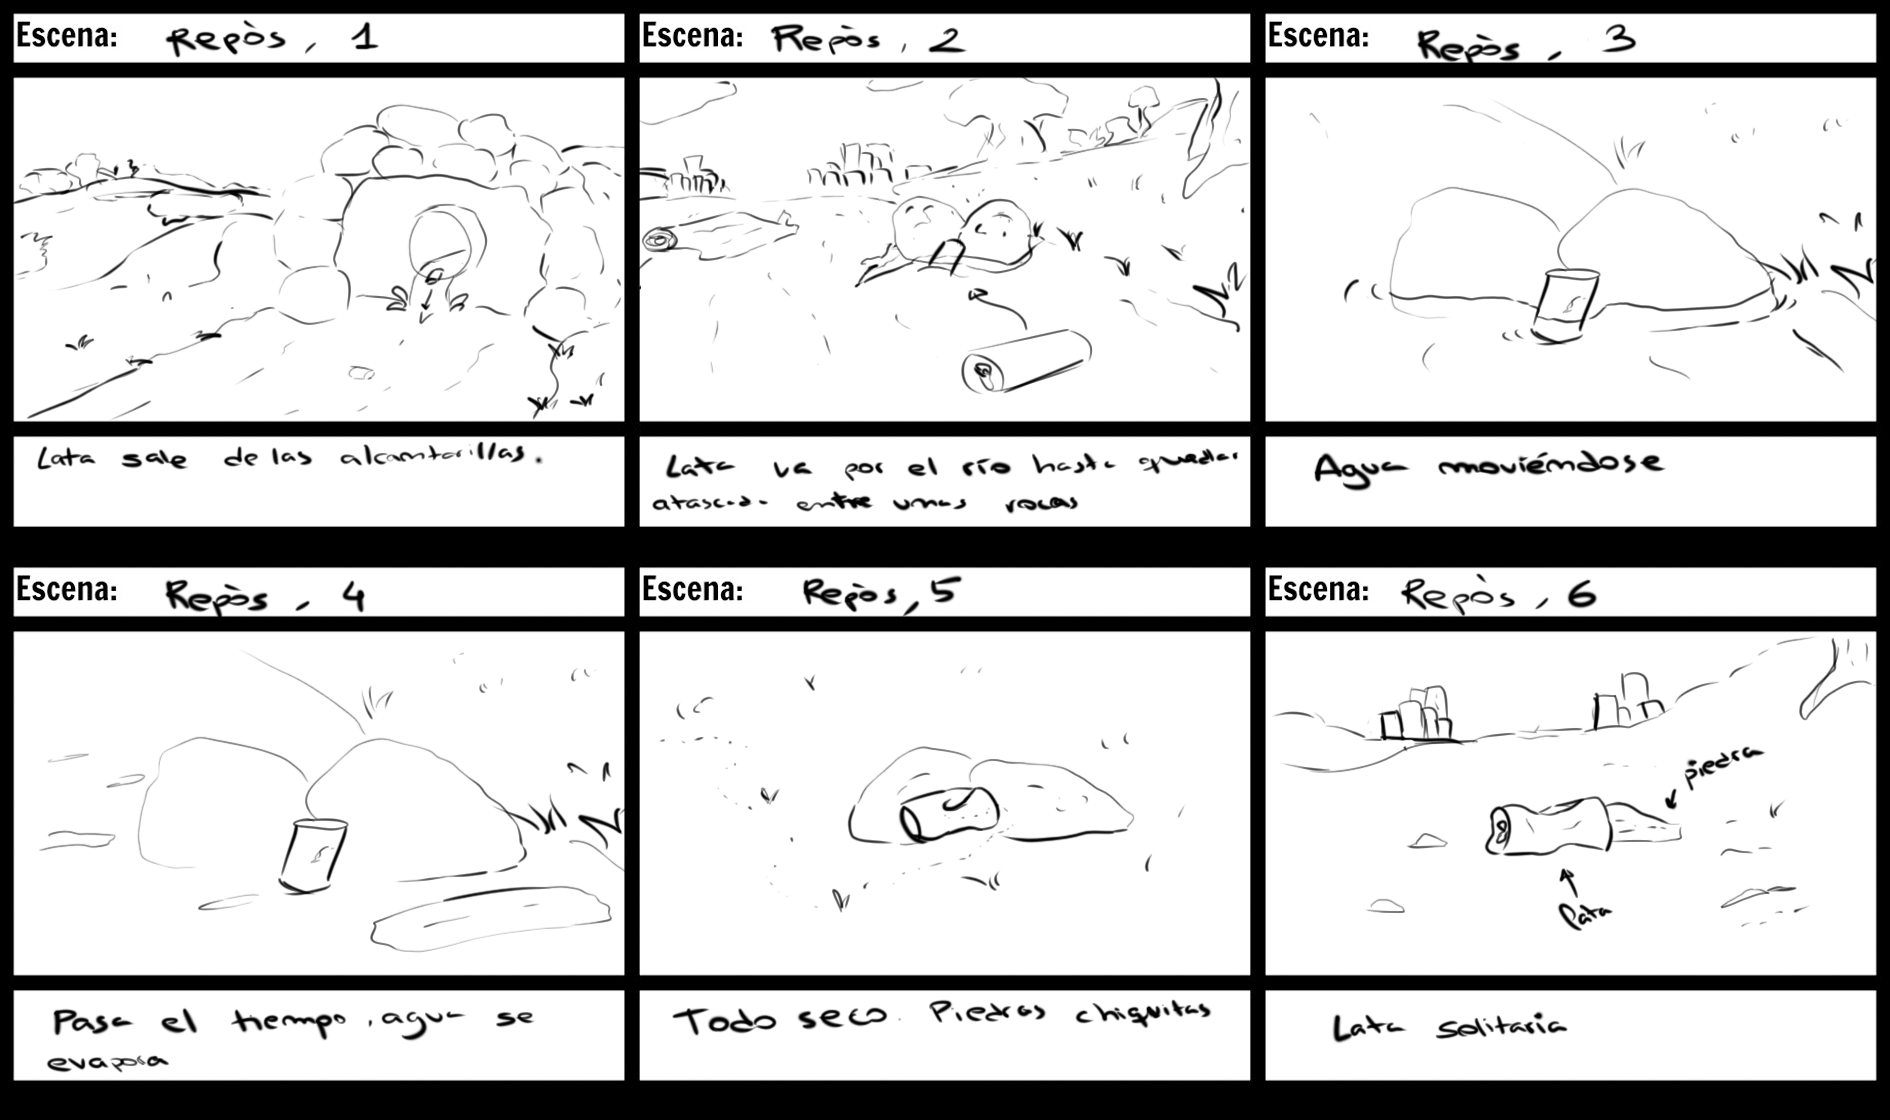 Escena: Repòs, 1
Escena: Repòs, 2
Escena: Repòs, 3
Lata sale de las alcantarillas.
Lata va por el río hasta quedar
atascada entre unas rocas
Agua moviéndose
Escena: Repòs, 4
Escena: Repòs, 5
Escena: Repòs, 6
piedra
lata
Pasa el tiempo, agua se
evapora
Todo seco. Piedras chiquitas
Lata solitaria